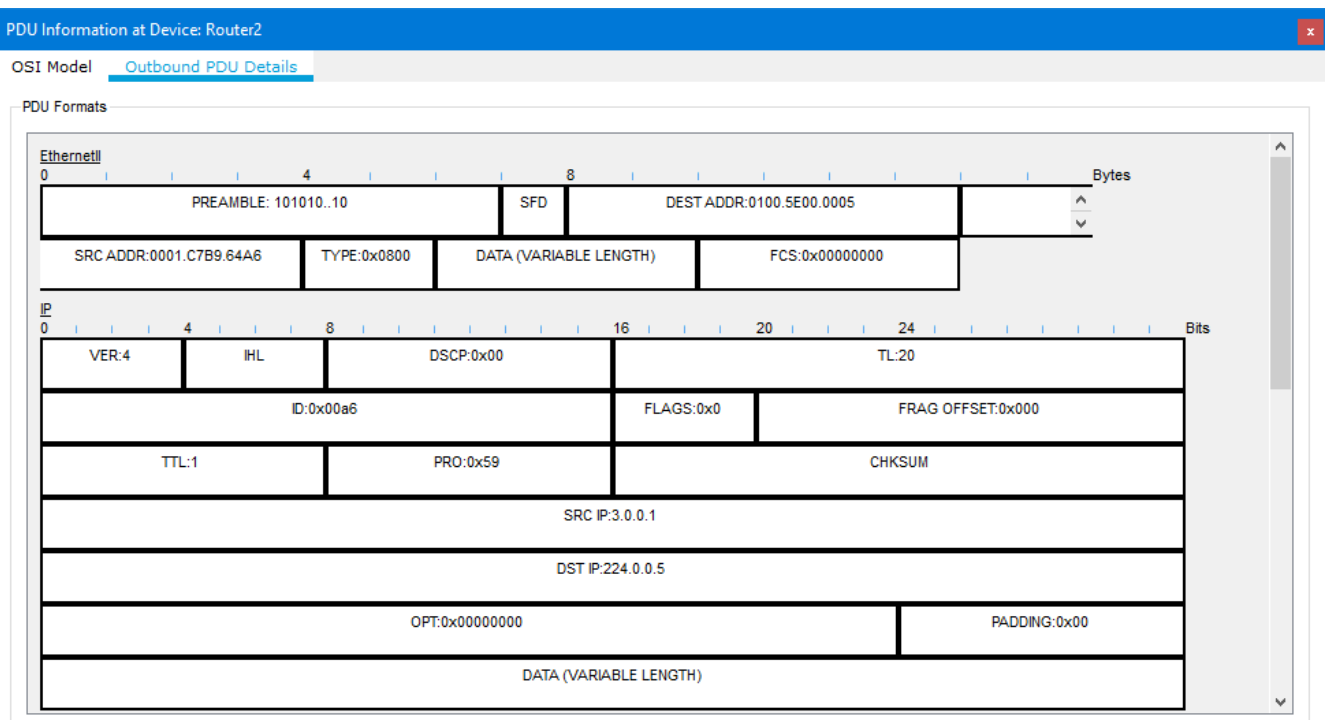 PDU Information at Device: Router2
x
OSI Model Outbound PDU Details
PDU Formats
EthernetII
0 4 8 Bytes
PREAMBLE: 101010..10 SFD DEST ADDR:0100.5E00.0005
SRC ADDR:0001.C7B9.64A6 TYPE:0x0800 DATA (VARIABLE LENGTH) FCS:0x00000000
IP
0 4 8 16 20 24 Bits
VER:4 IHL DSCP:0x00 TL:20
ID:0x00a6 FLAGS:0x0 FRAG OFFSET:0x000
TTL:1 PRO:0x59 CHKSUM
SRC IP:3.0.0.1
DST IP:224.0.0.5
OPT:0x00000000 PADDING:0x00
DATA (VARIABLE LENGTH)